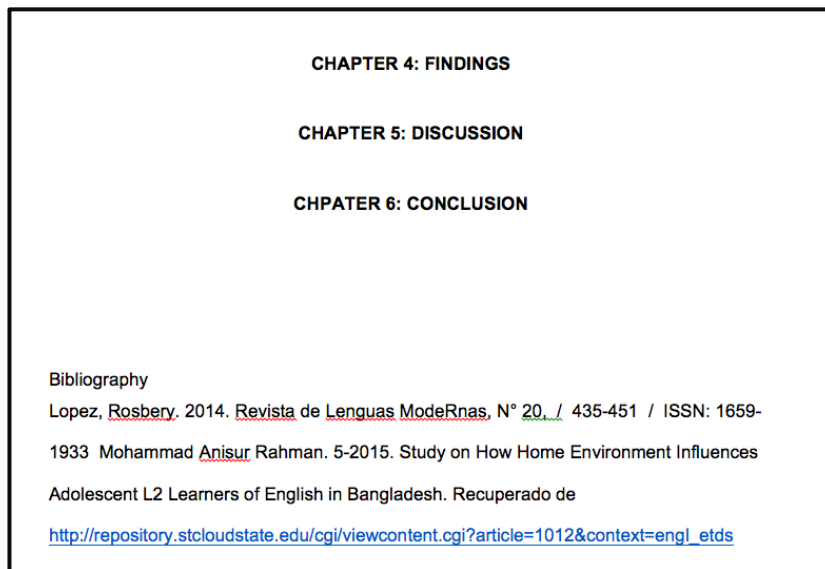 CHAPTER 4: FINDINGS
CHAPTER 5: DISCUSSION
CHPATER 6: CONCLUSION
Bibliography
Lopez, Rosbery. 2014. Revista de Lenguas ModeRnas, N° 20, / 435-451 / ISSN: 1659-
1933 Mohammad Anisur Rahman. 5-2015. Study on How Home Environment Influences
Adolescent L2 Learners of English in Bangladesh. Recuperado de
http://repository.stcloudstate.edu/cgi/viewcontent.cgi?article=1012&context=engl_etds